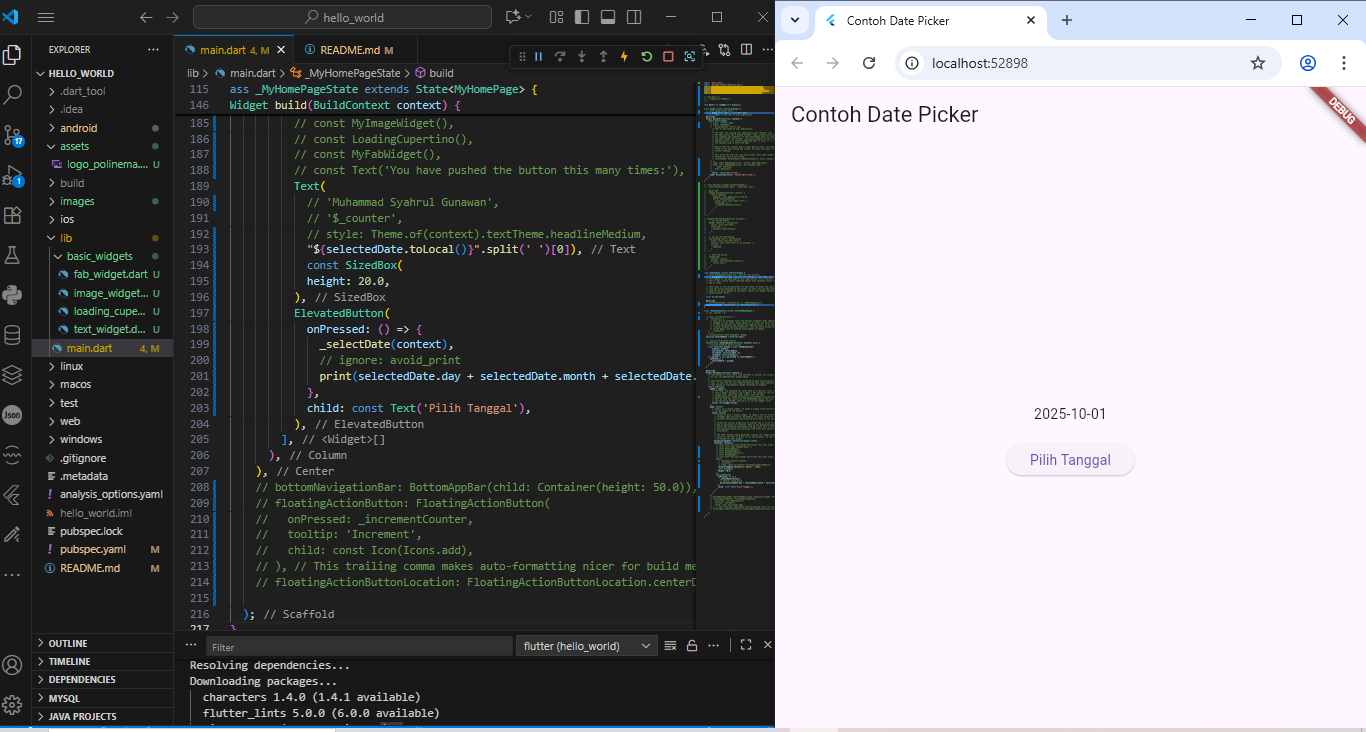 hello_world
EXPLORER
HELLO_WORLD
.dart_tool
.idea
android
assets
logo_polinema.... U
build
images
ios
lib
basic_widgets
fab_widget.dart U
image_widget... U
loading_cupe... U
text_widget.d... U
main.dart 4, M
linux
macos
test
web
windows
.gitignore
.metadata
analysis_options.yaml
hello_world.iml
pubspec.lock
pubspec.yaml M
README.md M
OUTLINE
TIMELINE
DEPENDENCIES
MYSQL
JAVA PROJECTS
17
1
Json
main.dart 4, M
README.md M
lib > main.dart > _MyHomePageState > build
115 ass _MyHomePageState extends State<MyHomePage> {
146 Widget build(BuildContext context) {
185 // const MyImageWidget(),
186 // const LoadingCupertino(),
187 // const MyFabWidget(),
188 // const Text('You have pushed the button this many times:'),
189 Text(
190 // 'Muhammad Syahrul Gunawan',
191 // '$_counter',
192 // style: Theme.of(context).textTheme.headlineMedium,
193 "${selectedDate.toLocal()}".split(' ')[0]), // Text
194 const SizedBox(
195 height: 20.0,
196 ), // SizedBox
197 ElevatedButton(
198 onPressed: () => {
199 _selectDate(context),
200 // ignore: avoid_print
201 print(selectedDate.day + selectedDate.month + selectedDate.
202 },
203 child: const Text('Pilih Tanggal'),
204 ), // ElevatedButton
205 ], // <Widget>[]
206 ), // Column
207 ), // Center
208 // bottomNavigationBar: BottomAppBar(child: Container(height: 50.0)),
209 // floatingActionButton: FloatingActionButton(
210 // onPressed: _incrementCounter,
211 // tooltip: 'Increment',
212 // child: const Icon(Icons.add),
213 // ), // This trailing comma makes auto-formatting nicer for build me
214 // floatingActionButtonLocation: FloatingActionButtonLocation.centerD
215
216 ); // Scaffold
217 }
Filter
flutter (hello_world)
Resolving dependencies...
Downloading packages...
characters 1.4.0 (1.4.1 available)
flutter_lints 5.0.0 (6.0.0 available)
Contoh Date Picker
localhost:52898
Contoh Date Picker
DEBUG
2025-10-01
Pilih Tanggal